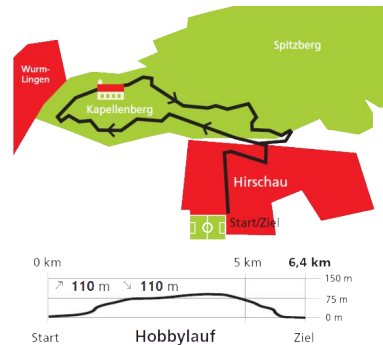 Spitzberg
Wurm-
Lingen
Kapellenberg
Hirschau
Start/Ziel
0 km
5 km
6,4 km
↗ 110 m ↘ 110 m
150 m
75 m
0 m
Start
Hobbylauf
Ziel